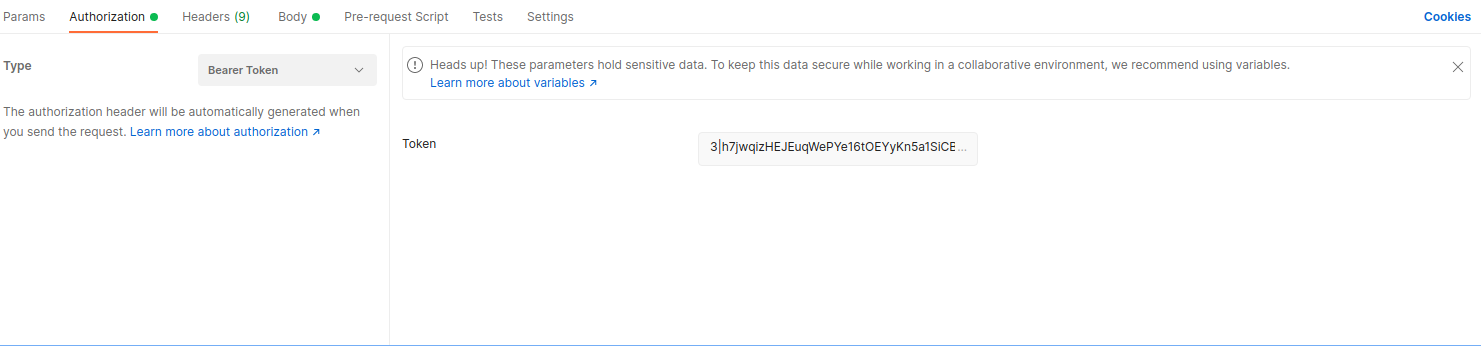 Params Authorization Headers (9) Body Pre-request Script Tests Settings Cookies
Type Bearer Token
The authorization header will be automatically generated when
you send the request. Learn more about authorization ↗
Heads up! These parameters hold sensitive data. To keep this data secure while working in a collaborative environment, we recommend using variables.
Learn more about variables ↗
Token 3|h7jwqizHEJEuqWePYe16tOEYyKn5a1SiCE...